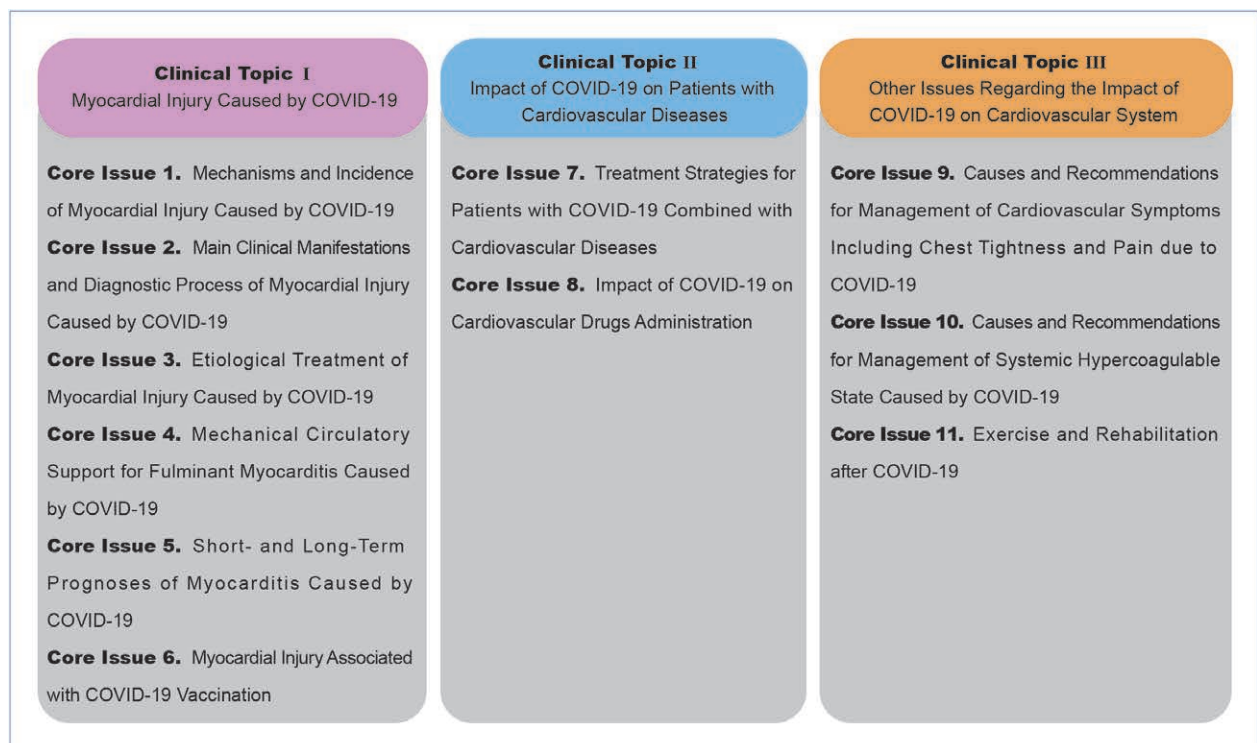 Clinical Topic I
Myocardial Injury Caused by COVID-19
Core Issue 1. Mechanisms and Incidence
of Myocardial Injury Caused by COVID-19
Core Issue 2. Main Clinical Manifestations
and Diagnostic Process of Myocardial Injury
Caused by COVID-19
Core Issue 3. Etiological Treatment of
Myocardial Injury Caused by COVID-19
Core Issue 4. Mechanical Circulatory
Support for Fulminant Myocarditis Caused
by COVID-19
Core Issue 5. Short- and Long-Term
Prognoses of Myocarditis Caused by
COVID-19
Core Issue 6. Myocardial Injury Associated
with COVID-19 Vaccination
Clinical Topic II
Impact of COVID-19 on Patients with
Cardiovascular Diseases
Core Issue 7. Treatment Strategies for
Patients with COVID-19 Combined with
Cardiovascular Diseases
Core Issue 8. Impact of COVID-19 on
Cardiovascular Drugs Administration
Clinical Topic III
Other Issues Regarding the Impact of
COVID-19 on Cardiovascular System
Core Issue 9. Causes and Recommendations
for Management of Cardiovascular Symptoms
Including Chest Tightness and Pain due to
COVID-19
Core Issue 10. Causes and Recommendations
for Management of Systemic Hypercoagulable
State Caused by COVID-19
Core Issue 11. Exercise and Rehabilitation
after COVID-19